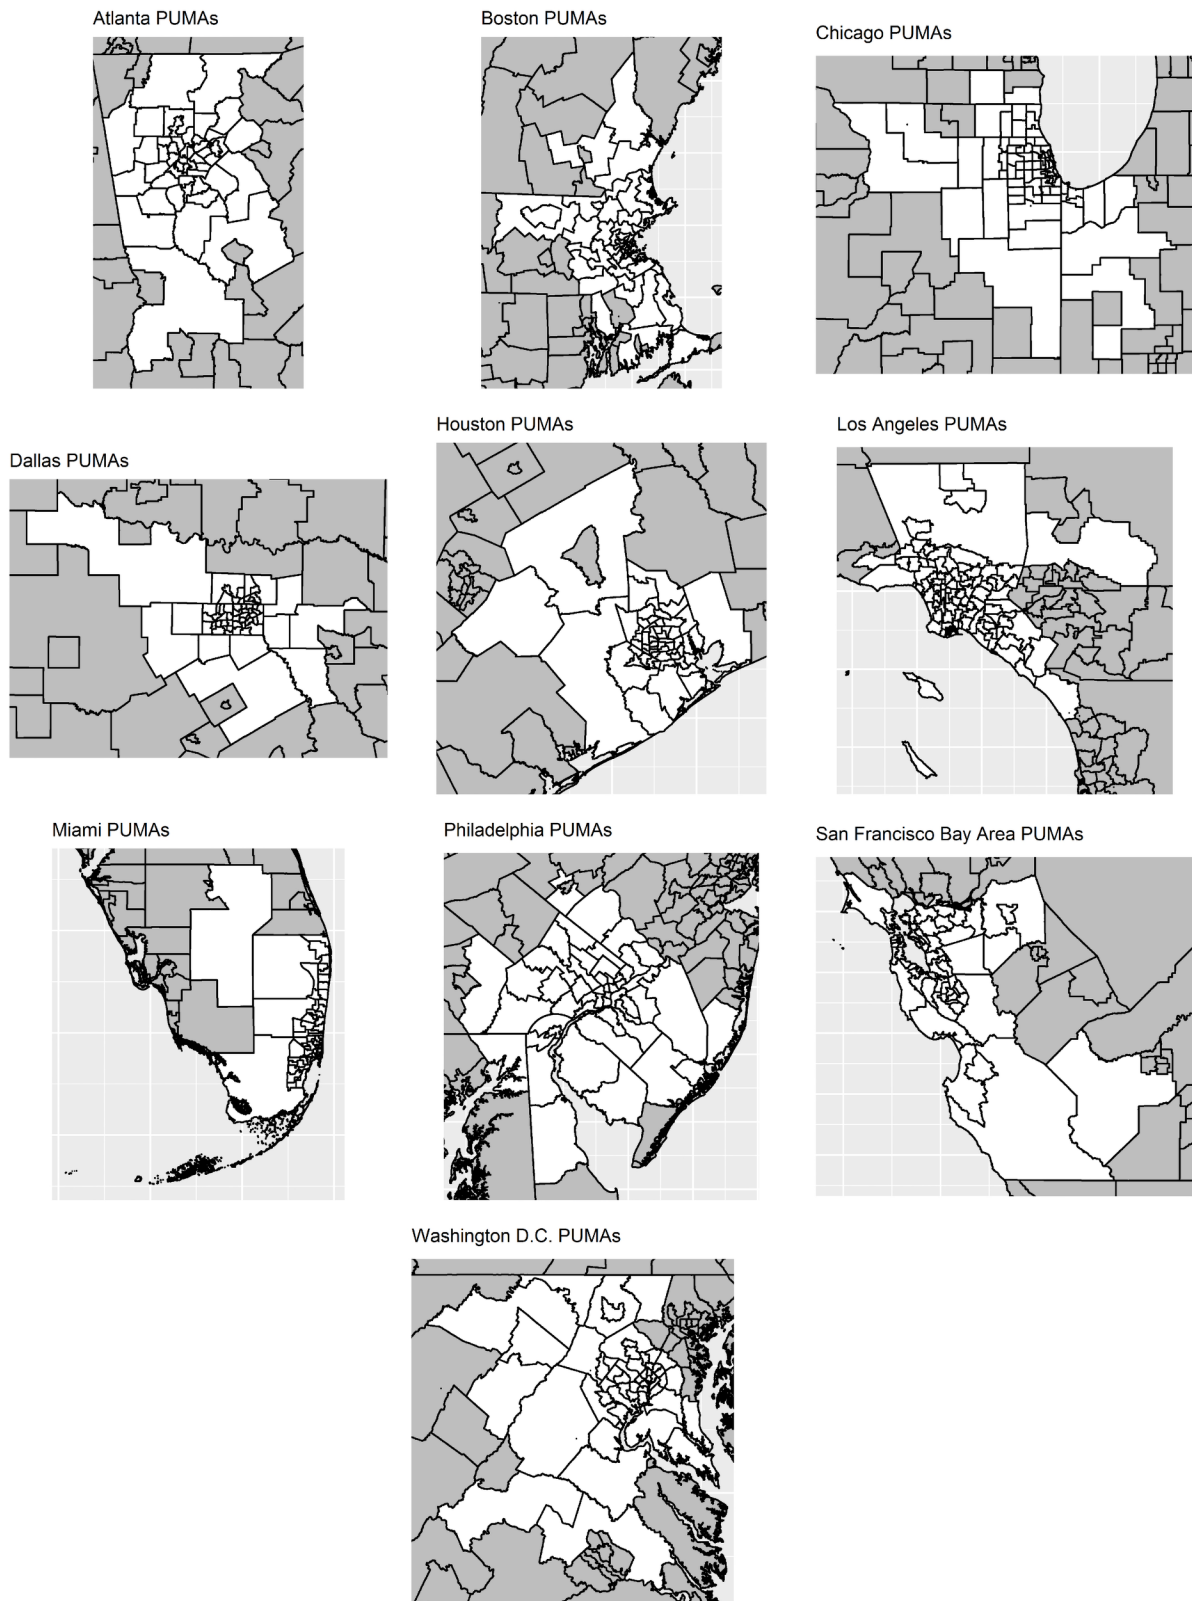 Atlanta PUMAs
Boston PUMAs
Chicago PUMAs
Dallas PUMAs
Houston PUMAs
Los Angeles PUMAs
Miami PUMAs
Philadelphia PUMAs
San Francisco Bay Area PUMAs
Washington D.C. PUMAs